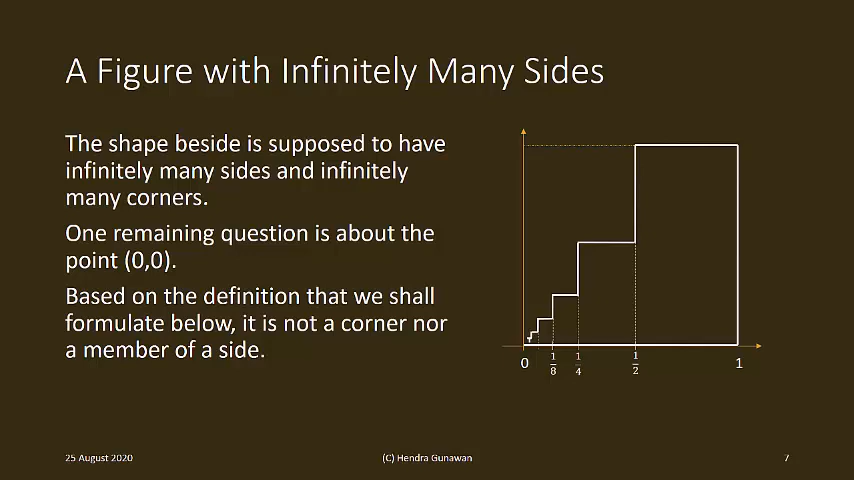 A Figure with Infinitely Many Sides
The shape beside is supposed to have
infinitely many sides and infinitely
many corners.
One remaining question is about the
point (0,0).
Based on the definition that we shall
formulate below, it is not a corner nor
a member of a side.
0 1/8 1/4 1/2 1
25 August 2020
(C) Hendra Gunawan
7